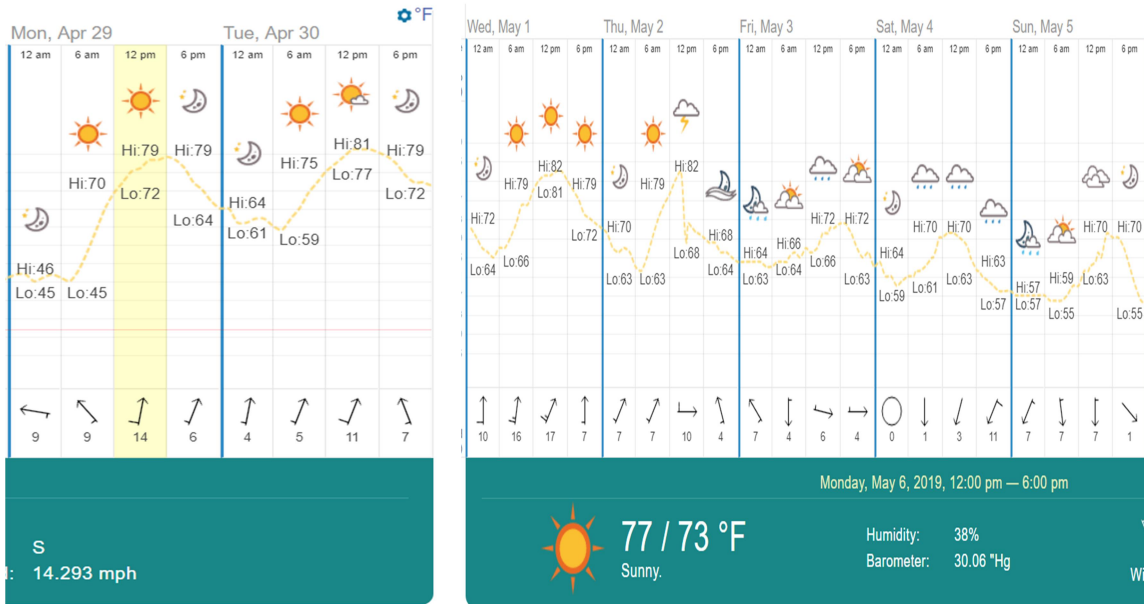 °F
Mon, Apr 29 Tue, Apr 30
12 am 6 am 12 pm 6 pm 12 am 6 am 12 pm 6 pm
Hi:46 Hi:70 Hi:79 Hi:79 Hi:64 Hi:75 Hi:81 Hi:79
Lo:45 Lo:45 Lo:72 Lo:64 Lo:61 Lo:59 Lo:77 Lo:72
9 9 14 6 4 5 11 7
S
14.293 mph
Wed, May 1 Thu, May 2 Fri, May 3 Sat, May 4 Sun, May 5
12 am 6 am 12 pm 6 pm 12 am 6 am 12 pm 6 pm 12 am 6 am 12 pm 6 pm 12 am 6 am 12 pm 6 pm 12 am 6 am 12 pm 6 pm
Hi:72 Hi:79 Hi:82 Hi:79 Hi:70 Hi:79 Hi:82 Hi:68 Hi:64 Hi:66 Hi:72 Hi:72 Hi:64 Hi:70 Hi:70 Hi:63 Hi:57 Hi:59 Hi:70 Hi:70
Lo:64 Lo:66 Lo:81 Lo:72 Lo:63 Lo:63 Lo:68 Lo:64 Lo:63 Lo:64 Lo:66 Lo:63 Lo:59 Lo:61 Lo:63 Lo:57 Lo:57 Lo:55 Lo:63 Lo:55
10 16 17 7 7 7 10 4 7 4 6 4 0 1 3 11 7 7 7 1
Monday, May 6, 2019, 12:00 pm — 6:00 pm
77 / 73 °F
Sunny.
Humidity: 38%
Barometer: 30.06 "Hg
Wi